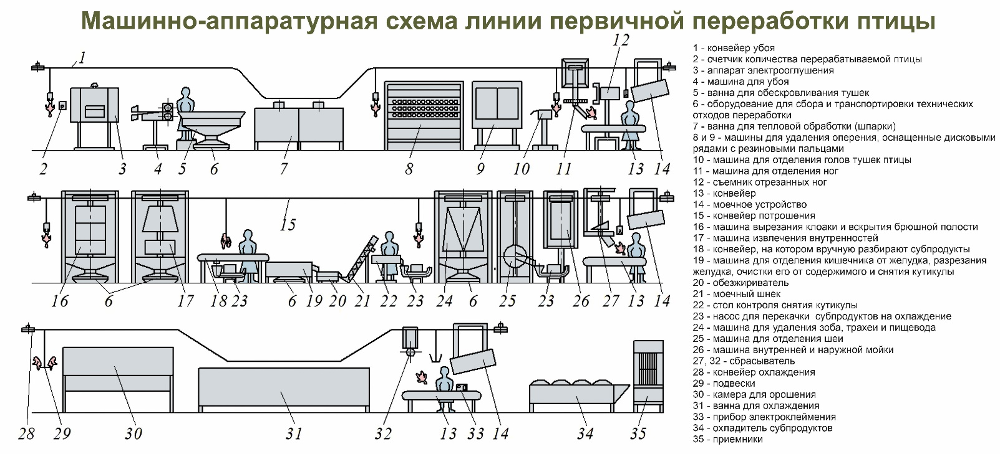 Машинно-аппаратурная схема линии первичной переработки птицы
1
12
2 3 4 5 6 7 8 9 10 11 13 14
15
16 6 17 18 23 6 19 20 21 22 23 24 6 25 23 26 27 13 14
28 29 30 31 32 13 33 14 34 35
1 - конвейер убоя
2 - счетчик количества перерабатываемой птицы
3 - аппарат электрооглушения
4 - машина для убоя
5 - ванна для обескровливания тушек
6 - оборудование для сбора и транспортировки технических
отходов переработки
7 - ванна для тепловой обработки (шпарки)
8 и 9 - машины для удаления оперения, оснащенные дисковыми
рядами с резиновыми пальцами
10 - машина для отделения голов тушек птицы
11 - машина для отделения ног
12 - съемник отрезанных ног
13 - конвейер
14 - моечное устройство
15 - конвейер потрошения
16 - машина вырезания клоаки и вскрытия брюшной полости
17 - машина извлечения внутренностей
18 - конвейер, на котором вручную разбирают субпродукты
19 - машина для отделения кишечника от желудка, разрезания
желудка, очистки его от содержимого и снятия кутикулы
20 - обезжириватель
21 - моечный шнек
22 - стол контроля снятия кутикулы
23 - насос для перекачки субпродуктов на охлаждение
24 - машина для удаления зоба, трахеи и пищевода
25 - машина для отделения шеи
26 - машина внутренней и наружной мойки
27, 32 - сбрасыватель
28 - конвейер охлаждения
29 - подвески
30 - камера для орошения
31 - ванна для охлаждения
33 - прибор электроклеймения
34 - охладитель субпродуктов
35 - приемники